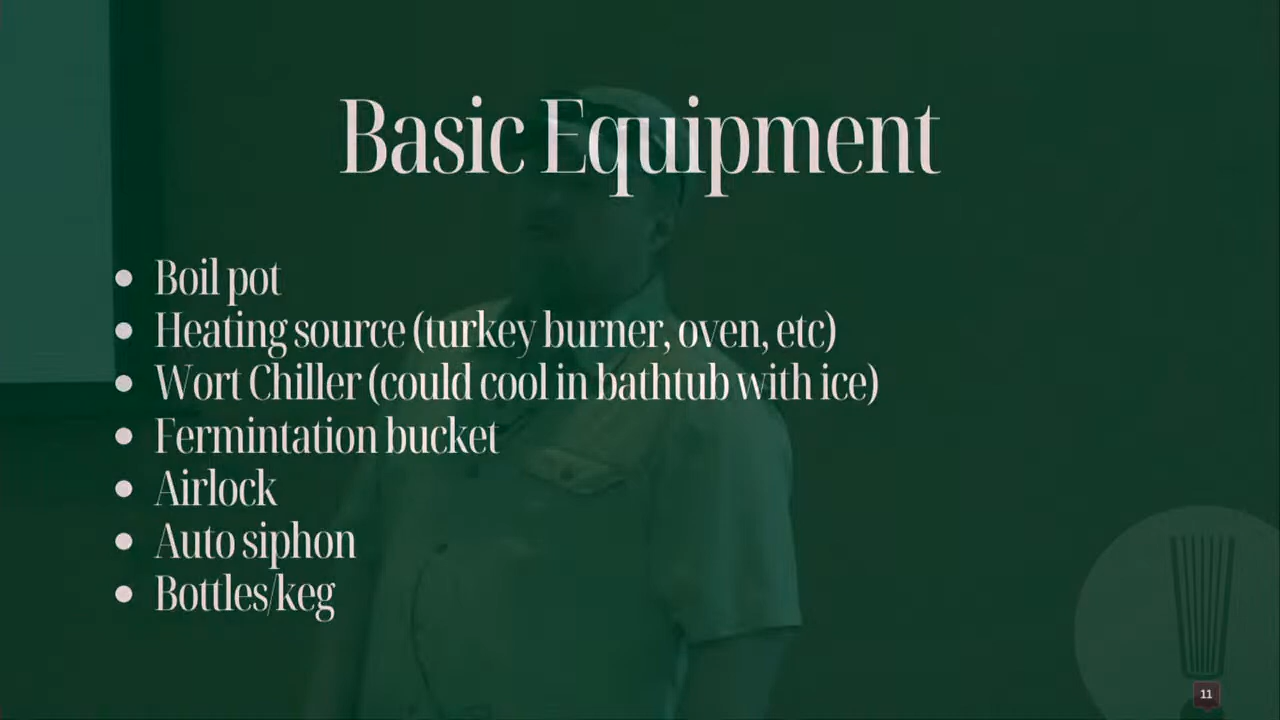 Basic Equipment
• Boil pot
• Heating source (turkey burner, oven, etc)
• Wort Chiller (could cool in bathtub with ice)
• Fermintation bucket
• Airlock
• Auto siphon
• Bottles/keg
11